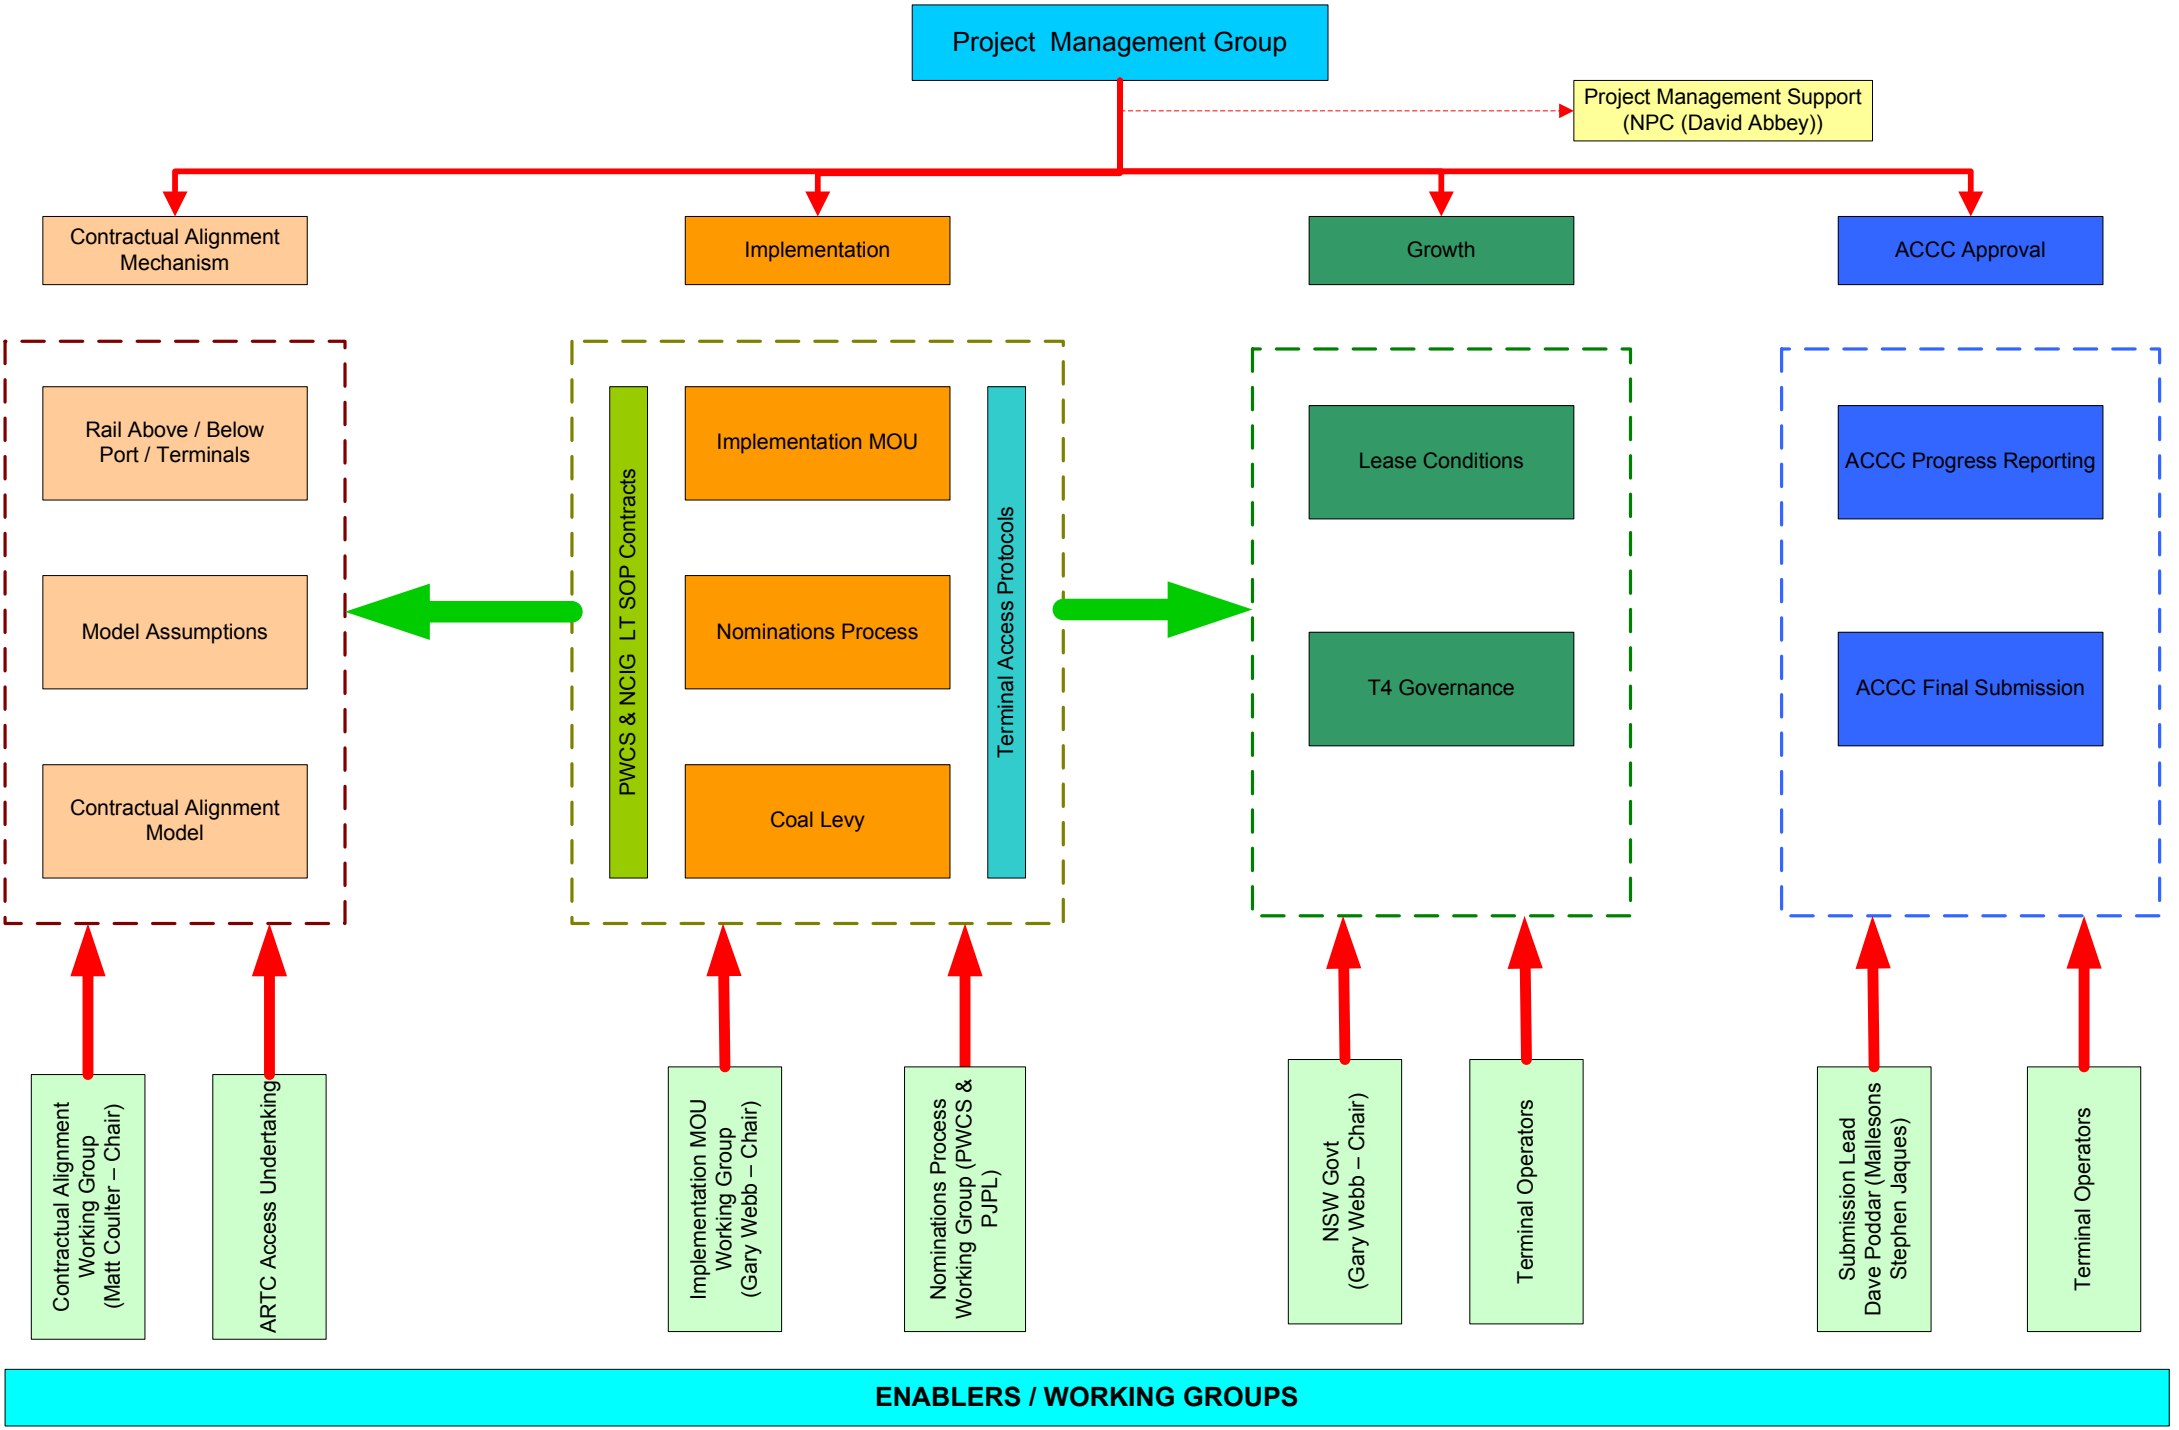 Project  Management Group
Project Management Support
(NPC (David Abbey))
Contractual Alignment
Mechanism
Implementation
Growth
ACCC Approval
Rail Above / Below
Port / Terminals
Model Assumptions
Contractual Alignment
Model
PWCS & NCIG  LT SOP Contracts
Implementation MOU
Nominations Process
Coal Levy
Terminal Access Protocols
Lease Conditions
T4 Governance
ACCC Progress Reporting
ACCC Final Submission
Contractual Alignment
Working Group
(Matt Coulter – Chair)
ARTC Access Undertaking
Implementation MOU
Working Group
(Gary Webb – Chair)
Nominations Process
Working Group (PWCS &
PJPL)
NSW Govt
(Gary Webb – Chair)
Terminal Operators
Submission Lead
Dave Poddar (Mallesons
Stephen Jaques)
Terminal Operators
ENABLERS / WORKING GROUPS